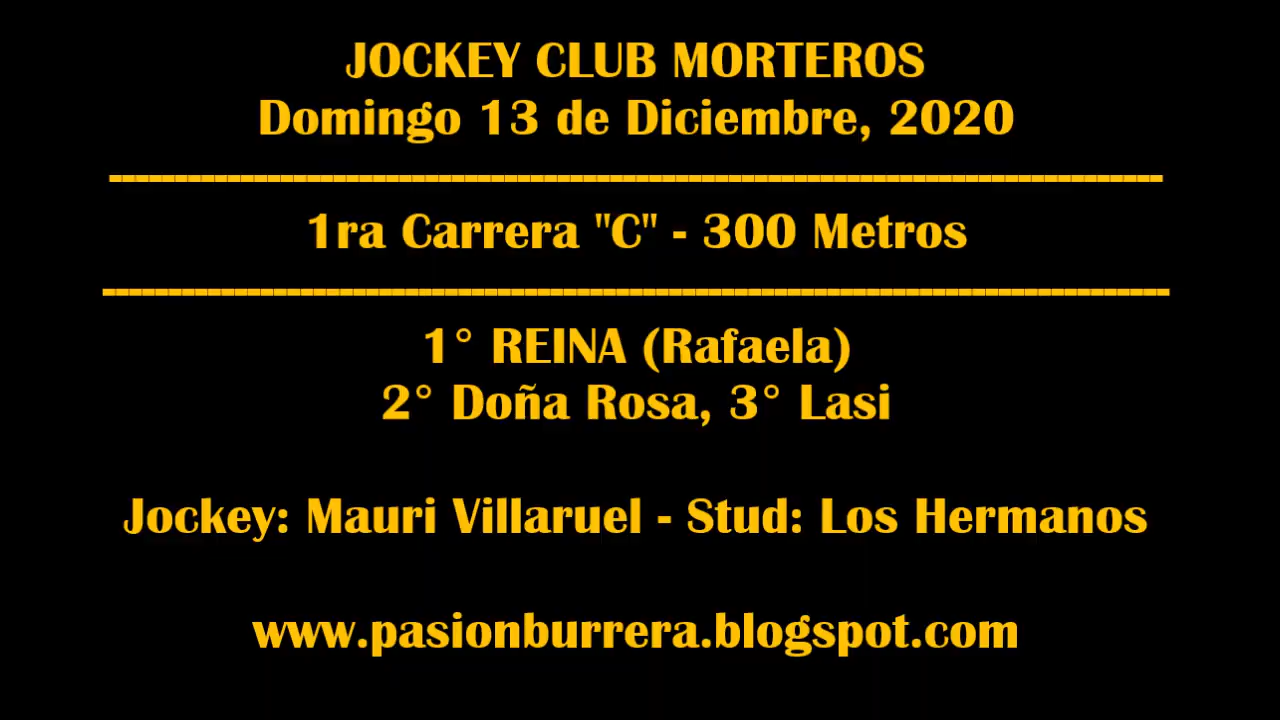 JOCKEY CLUB MORTEROS
Domingo 13 de Diciembre, 2020
1ra Carrera "C" - 300 Metros
1° REINA (Rafaela)
2° Doña Rosa, 3° Lasi
Jockey: Mauri Villaruel - Stud: Los Hermanos
www.pasionburrera.blogspot.com